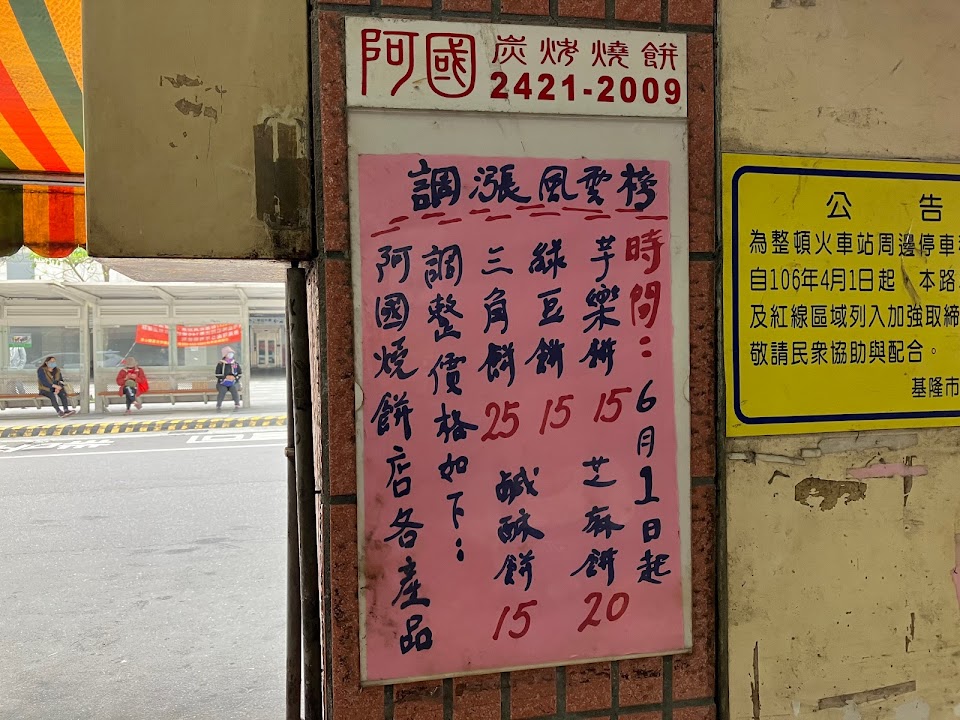 阿國 炭烤燒餅
2421-2009
調漲風雲榜
阿國燒餅店各產品
調整價格如下：
三角餅 25
綠豆餅 15
芋樂餅 15
鹹酥餅 15
芝麻餅 20
時間：6月1日起
公告
為整頓火車站周邊停車
自106年4月1日起，本路
及紅線區域列入加強取締
敬請民眾協助與配合。
基隆市